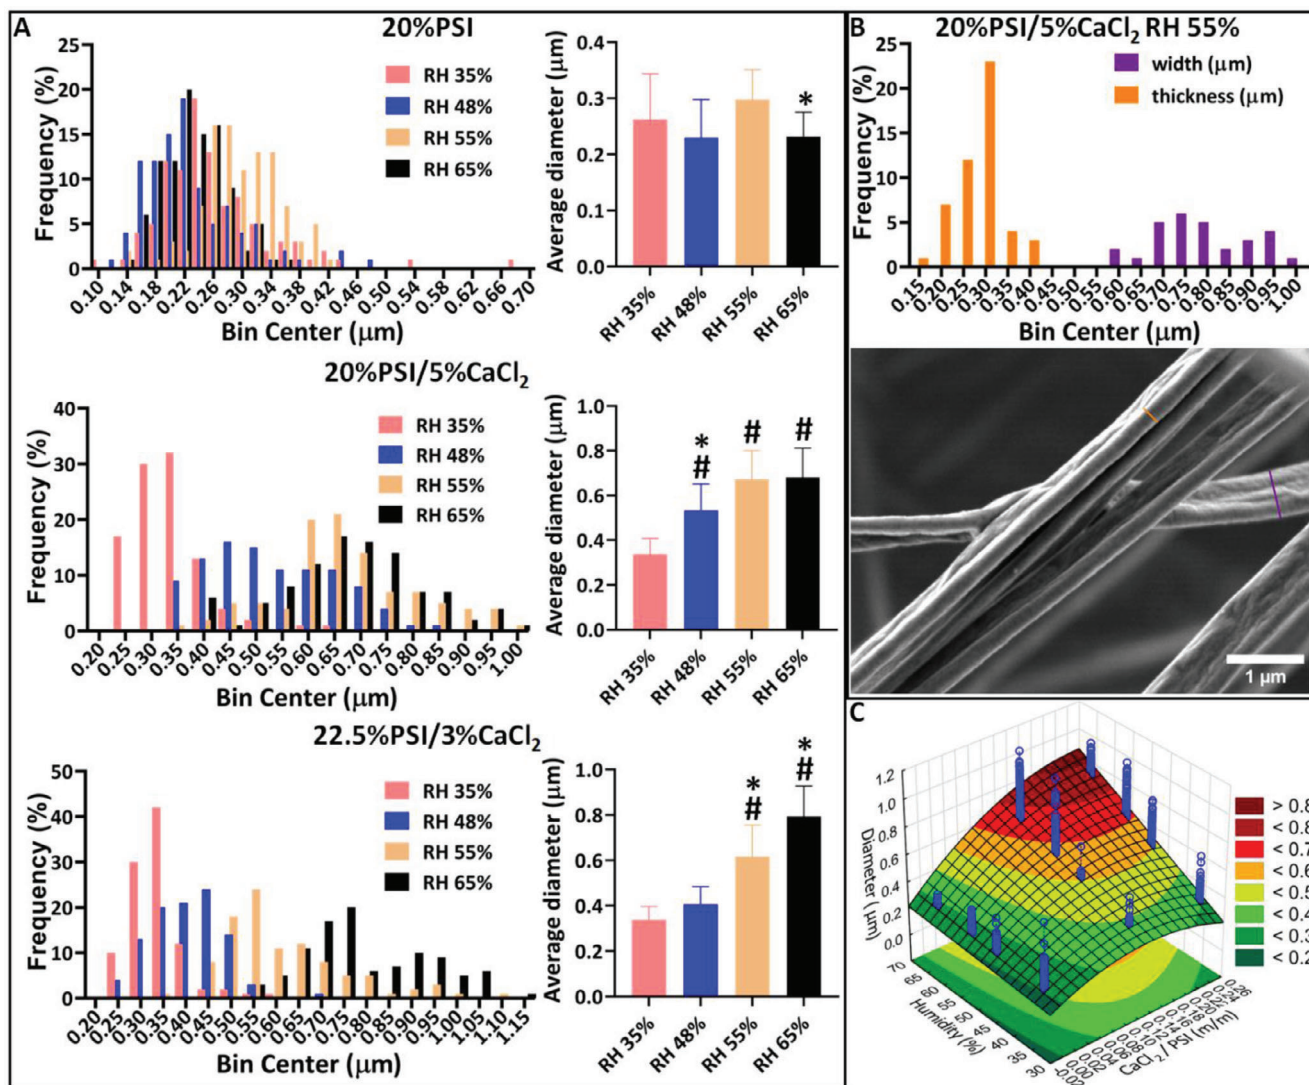 A
20%PSI
25
20
15
10
5
0
Frequency (%)
RH 35%
RH 48%
RH 55%
RH 65%
0.10
0.14
0.18
0.22
0.26
0.30
0.34
0.38
0.42
0.46
0.50
0.54
0.58
0.62
0.66
0.70
Bin Center (μm)
0.4
0.3
0.2
0.1
0.0
Average diameter (μm)
*
RH 35%
RH 48%
RH 55%
RH 65%
20%PSI/5%CaCl₂
40
30
20
10
0
Frequency (%)
RH 35%
RH 48%
RH 55%
RH 65%
0.20
0.25
0.30
0.35
0.40
0.45
0.50
0.55
0.60
0.65
0.70
0.75
0.80
0.85
0.90
0.95
1.00
Bin Center (μm)
1.0
0.8
0.6
0.4
0.2
0.0
Average diameter (μm)
*
# # #
RH 35%
RH 48%
RH 55%
RH 65%
22.5%PSI/3%CaCl₂
50
40
30
20
10
0
Frequency (%)
RH 35%
RH 48%
RH 55%
RH 65%
0.20
0.25
0.30
0.35
0.40
0.45
0.50
0.55
0.60
0.65
0.70
0.75
0.80
0.85
0.90
0.95
1.00
1.05
1.10
1.15
Bin Center (μm)
1.0
0.8
0.6
0.4
0.2
0.0
Average diameter (μm)
* *
# #
RH 35%
RH 48%
RH 55%
RH 65%
B
20%PSI/5%CaCl₂ RH 55%
25
20
15
10
5
0
Frequency (%)
width (μm)
thickness (μm)
0.15
0.20
0.25
0.30
0.35
0.40
0.45
0.50
0.55
0.60
0.65
0.70
0.75
0.80
0.85
0.90
0.95
1.00
Bin Center (μm)
1 μm
C
1.2
1.0
0.8
0.6
0.4
0.2
0.0
Diameter (μm)
70
65
60
55
50
45
40
35
30
Humidity (%)
CaCl₂ / PSI (m/m)
> 0.8
< 0.8
< 0.7
< 0.6
< 0.5
< 0.4
< 0.3
< 0.2